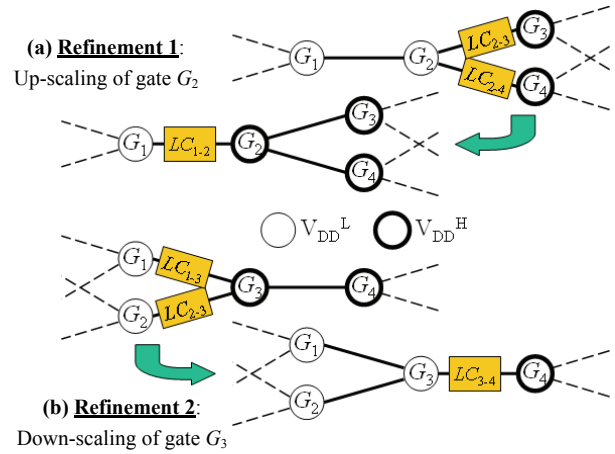 (a) Refinement 1:
Up-scaling of gate G₂
G₁ G₂ LC₂₋₃ LC₂₋₄ G₃ G₄
G₁ LC₁₋₂ G₂ G₃ G₄
V_DD^L V_DD^H
G₁ G₂ LC₁₋₃ LC₂₋₃ G₃ G₄
G₁ G₂ G₃ LC₃₋₄ G₄
(b) Refinement 2:
Down-scaling of gate G₃